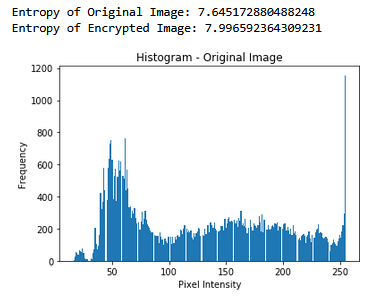 Entropy of Original Image: 7.645172880488248
Entropy of Encrypted Image: 7.996592364309231
Histogram - Original Image
1200
1000
800
600
400
200
0
Frequency
50
100
150
200
250
Pixel Intensity